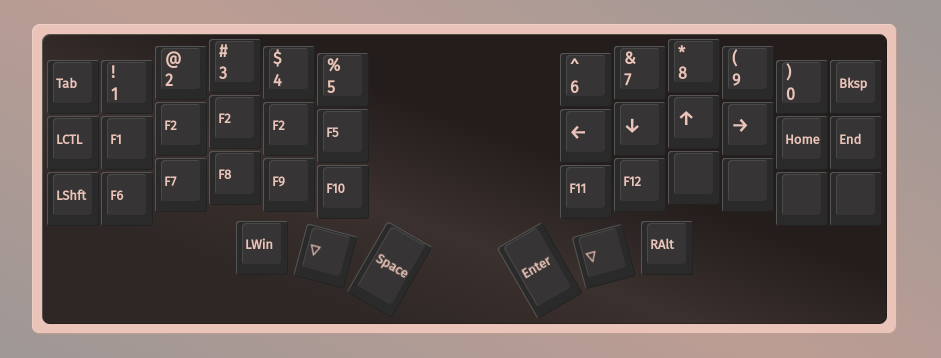 Tab ! 1 @ 2 # 3 $ 4 % 5 ^ 6 & 7 * 8 ( 9 ) 0 Bksp
LCTL F1 F2 F2 F2 F5 ← ↓ ↑ → Home End
LShft F6 F7 F8 F9 F10 F11 F12
LWin ▽ Space Enter ▽ RAlt